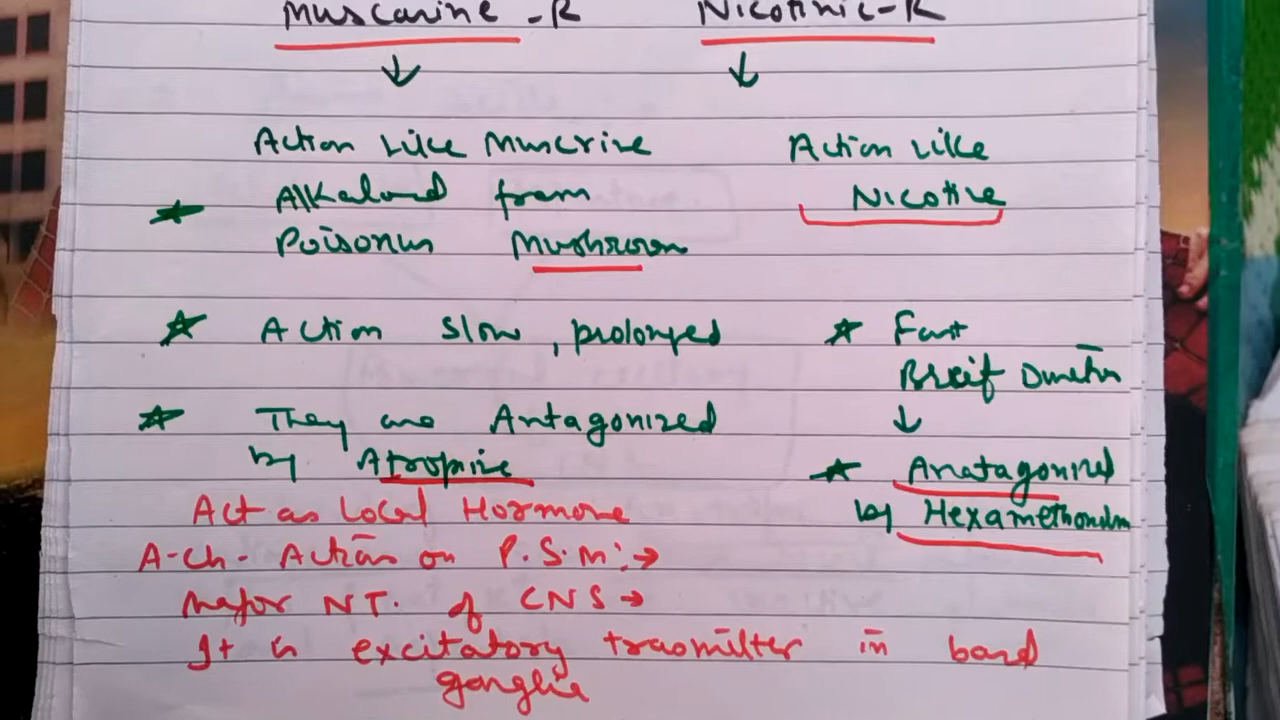 Muscarine - R Nicotinic - R
Action Like Muscrine
Alkaloid from
Poisonus Mushroom
Action Like
Nicotine
Action slow, prolonged
Fast
Breif Duration
They are Antagonized
by Atropine
Anatagonized
by Hexamethonium
Act as Local Hormone
A-ch- Action on P.S.M:→
Major NT. of CNS →
It is excitatory trasmitter in basal
ganglia